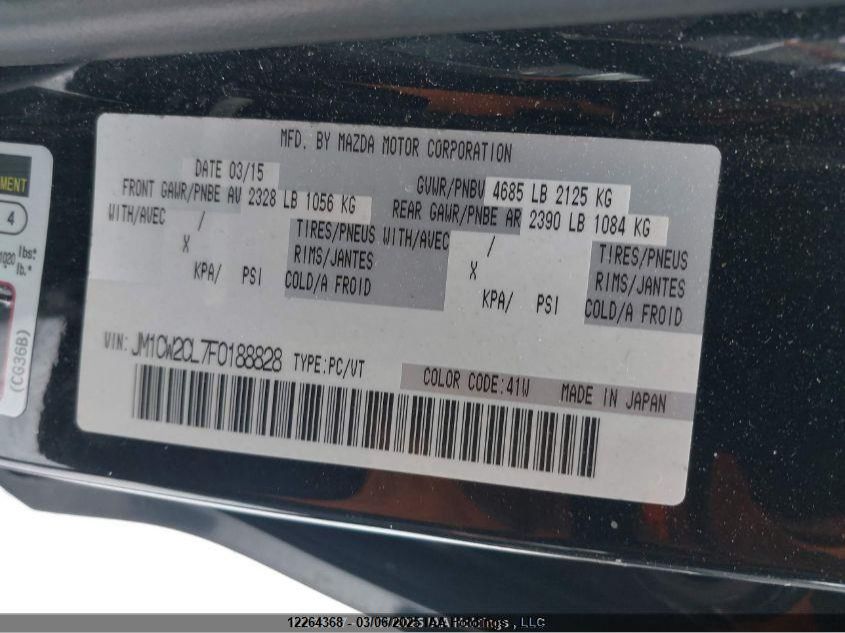 MFD. BY MAZDA MOTOR CORPORATION
DATE 03/15
GVWR/PNBV 4685 LB 2125 KG
FRONT GAWR/PNBE AV 2328 LB 1056 KG
REAR GAWR/PNBE AR 2390 LB 1084 KG
WITH/AVEC / TIRES/PNEUS WITH/AVEC / TIRES/PNEUS
X RIMS/JANTES X RIMS/JANTES
KPA/ PSI COLD/A FROID KPA/ PSI COLD/A FROID
VIN: JM1CW2CL7F0188828 TYPE:PC/VT
COLOR CODE:41W MADE IN JAPAN
4
lbs*
lb.*
(CG36B)
12264368 - 03/06/2025 IAA Holdings , LLC